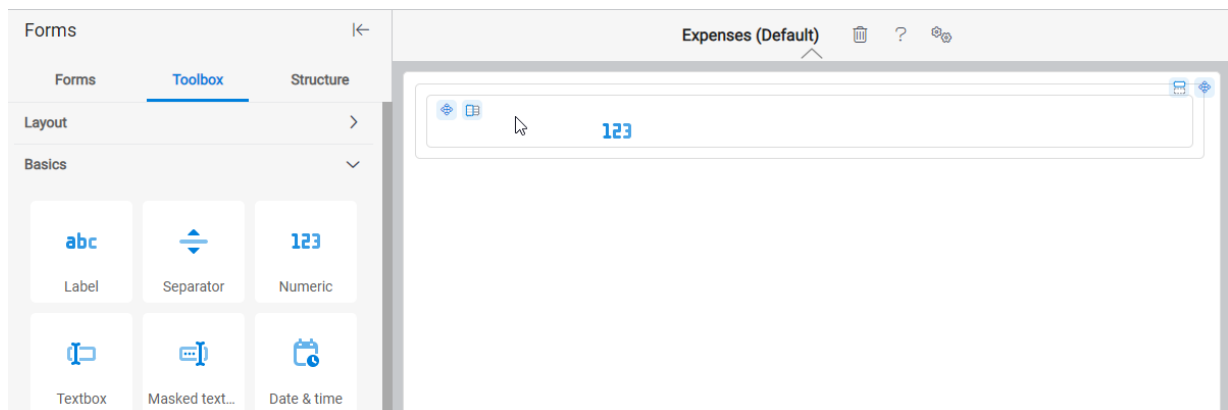 Forms
Expenses (Default)
Forms Toolbox Structure
Layout
123
Basics
abc
123
Label Separator Numeric
Textbox Masked text... Date & time